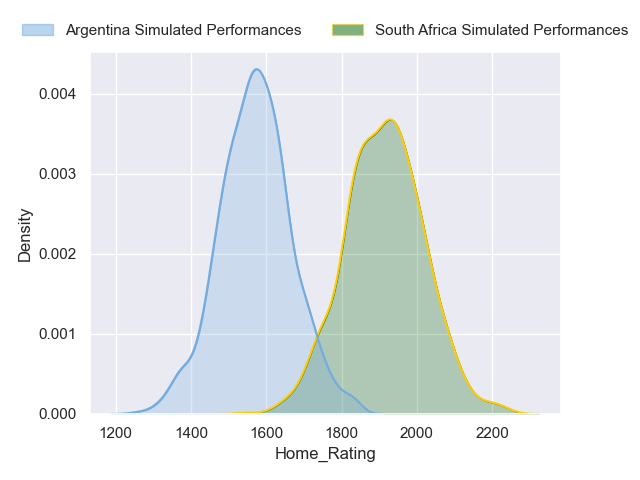 Argentina Simulated Performances South Africa Simulated Performances
0.004
0.003
0.002
0.001
0.000
Density
1200 1400 1600 1800 2000 2200
Home_Rating